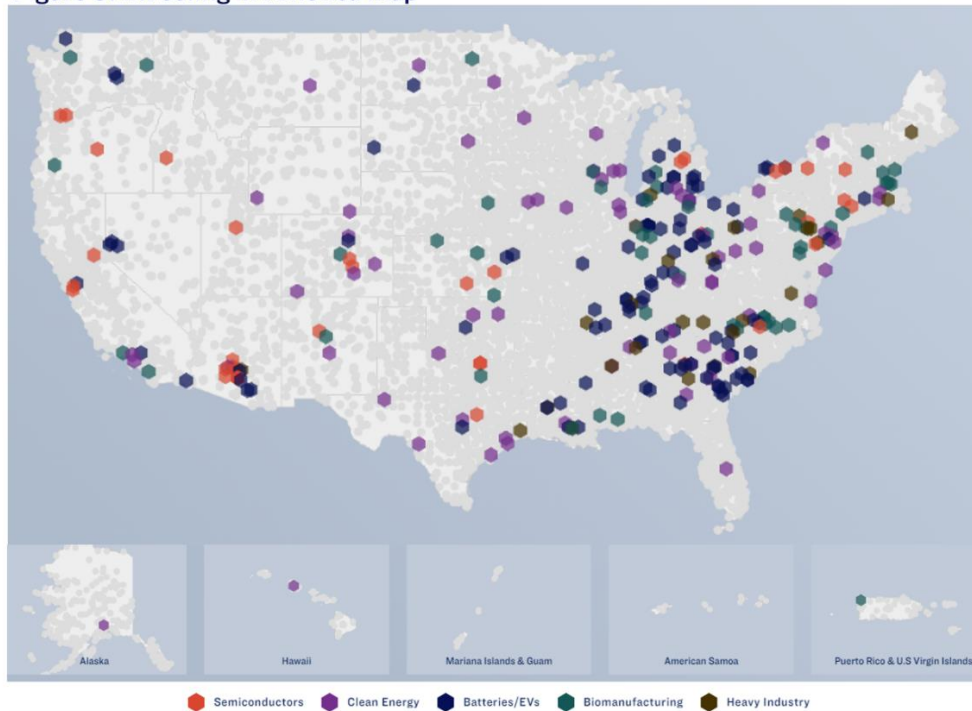 Alaska
Hawaii
Mariana Islands & Guam
American Samoa
Puerto Rico & U.S Virgin Islands
Semiconductors
Clean Energy
Batteries/EVs
Biomanufacturing
Heavy Industry